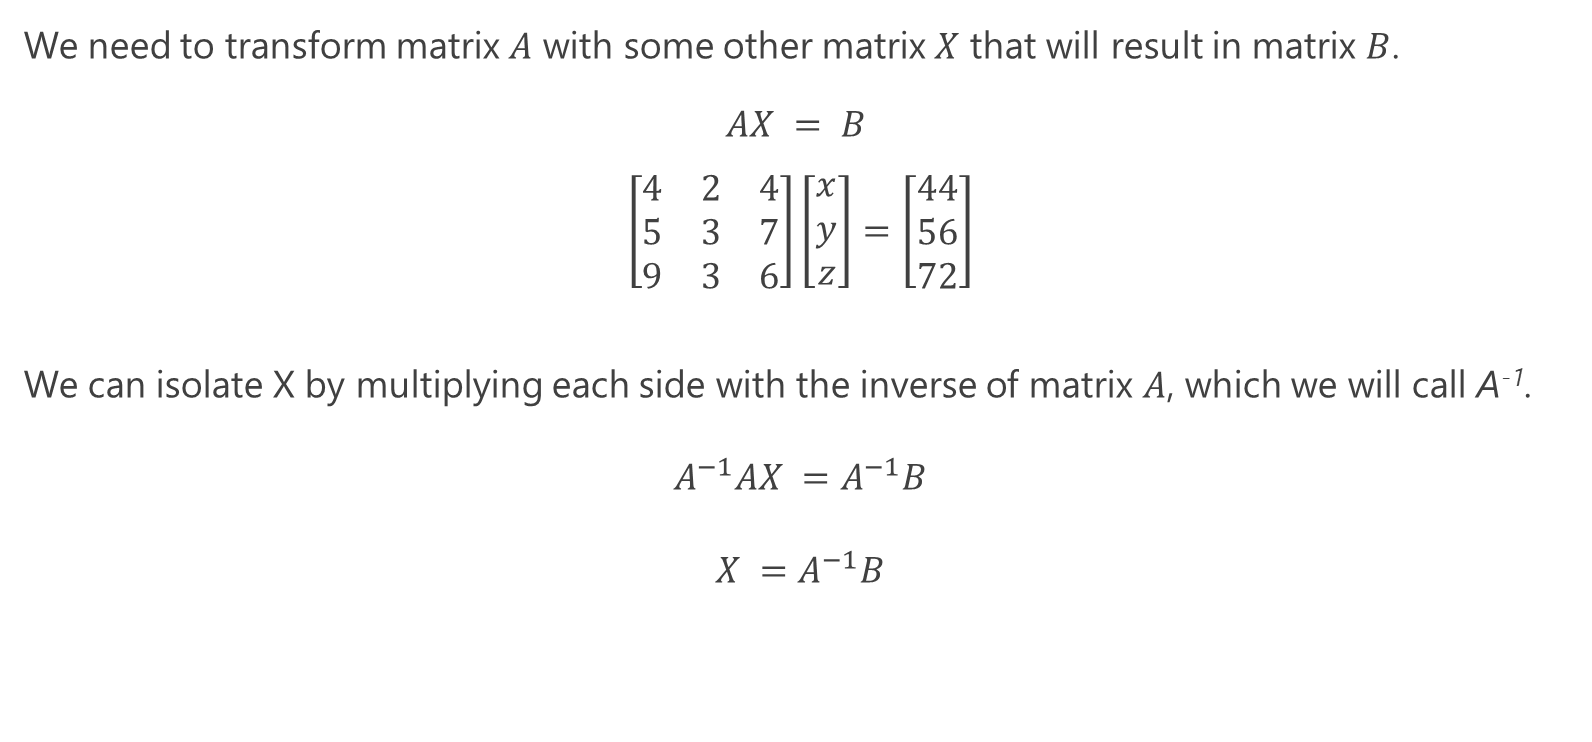 We need to transform matrix A with some other matrix X that will result in matrix B.
AX = B
[4 2 4] [x] = [44]
[5 3 7] [y] = [56]
[9 3 6] [z] = [72]
We can isolate X by multiplying each side with the inverse of matrix A, which we will call A⁻¹.
A⁻¹AX = A⁻¹B
X = A⁻¹B